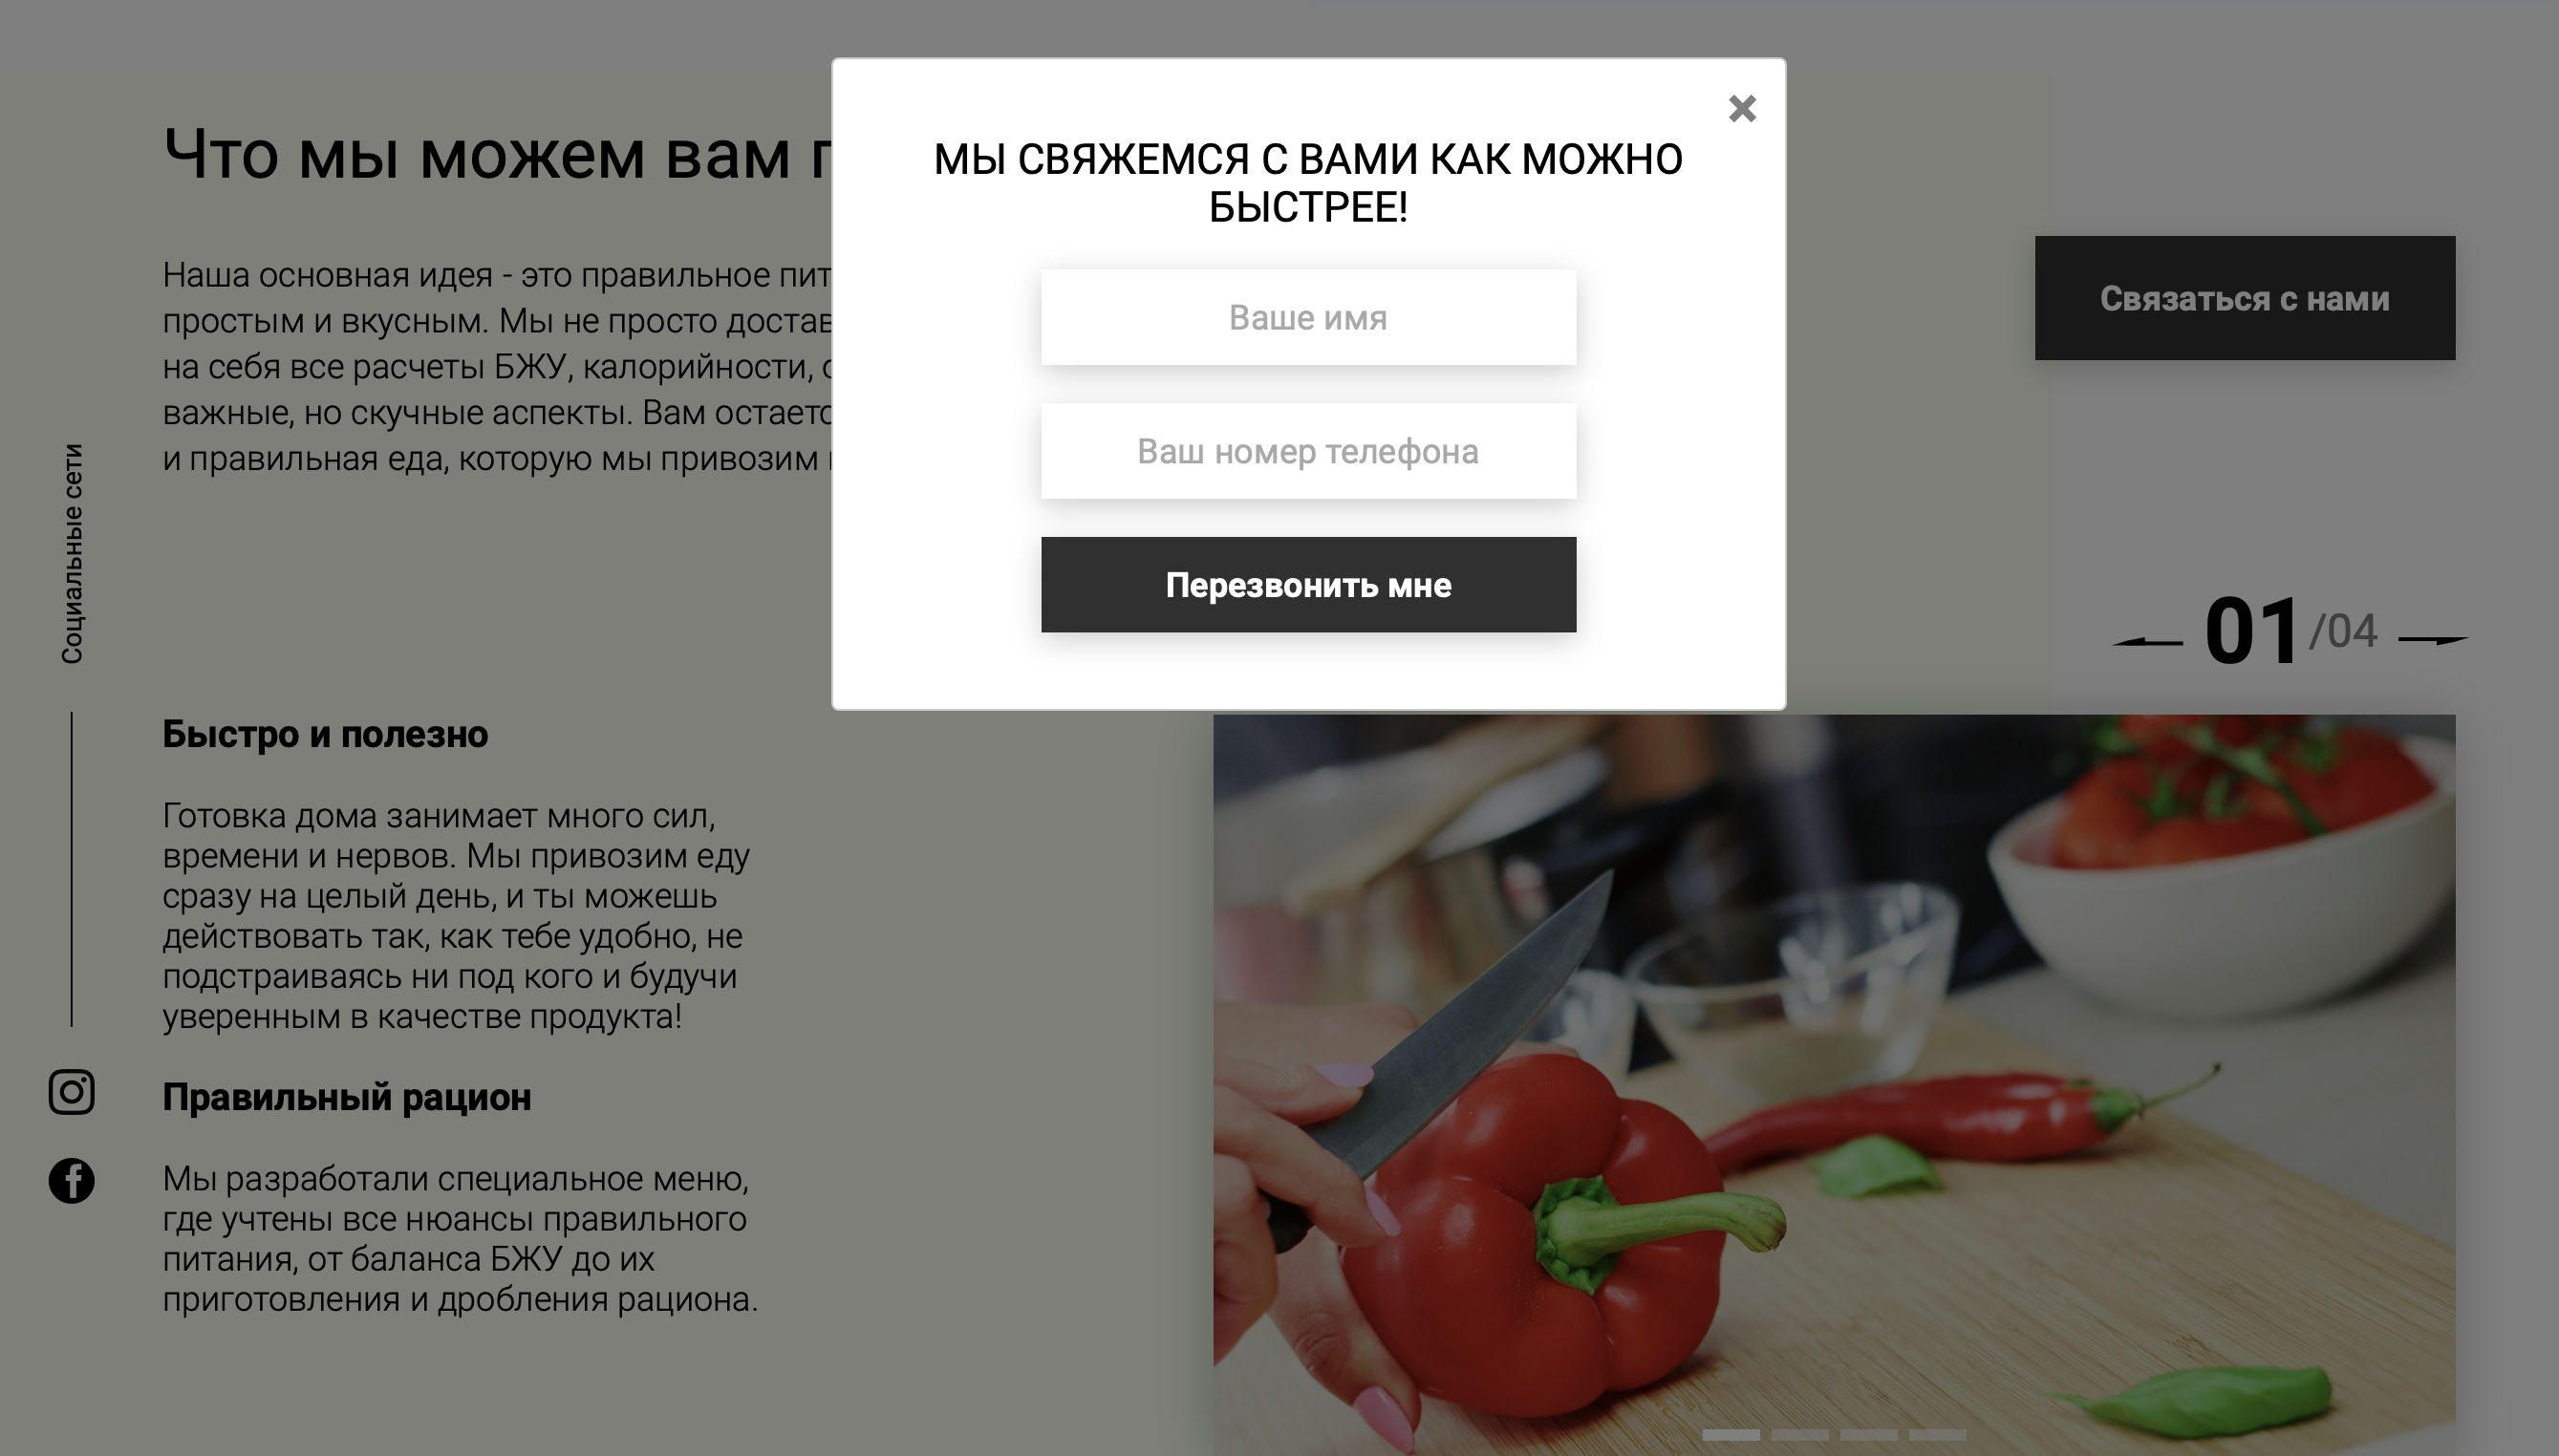 Что мы можем вам
МЫ СВЯЖЕМСЯ С ВАМИ КАК МОЖНО
БЫСТРЕЕ!
Ваше имя
Ваш номер телефона
Перезвонить мне
Связаться с нами
Наша основная идея - это правильное
простым и вкусным. Мы не просто
на себя все расчеты БЖУ, калорийности,
важные, но скучные аспекты. Вам
и правильная еда, которую мы привозим
Социальные сети
01/04
Быстро и полезно
Готовка дома занимает много сил,
времени и нервов. Мы привозим еду
сразу на целый день, и ты можешь
действовать так, как тебе удобно, не
подстраиваясь ни под кого и будучи
уверенным в качестве продукта!
Правильный рацион
Мы разработали специальное меню,
где учтены все нюансы правильного
питания, от баланса БЖУ до их
приготовления и дробления рациона.